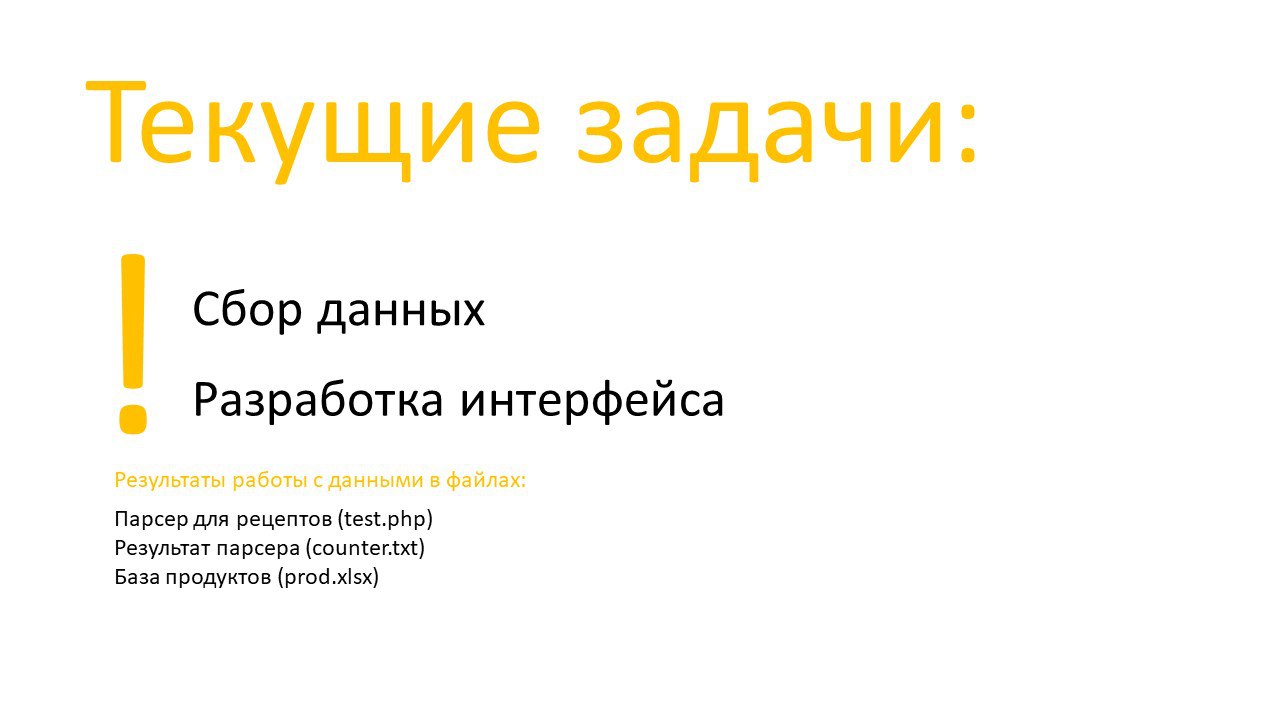 Текущие задачи:
!
Сбор данных
Разработка интерфейса
Результаты работы с данными в файлах:
Парсер для рецептов (test.php)
Результат парсера (counter.txt)
База продуктов (prod.xlsx)